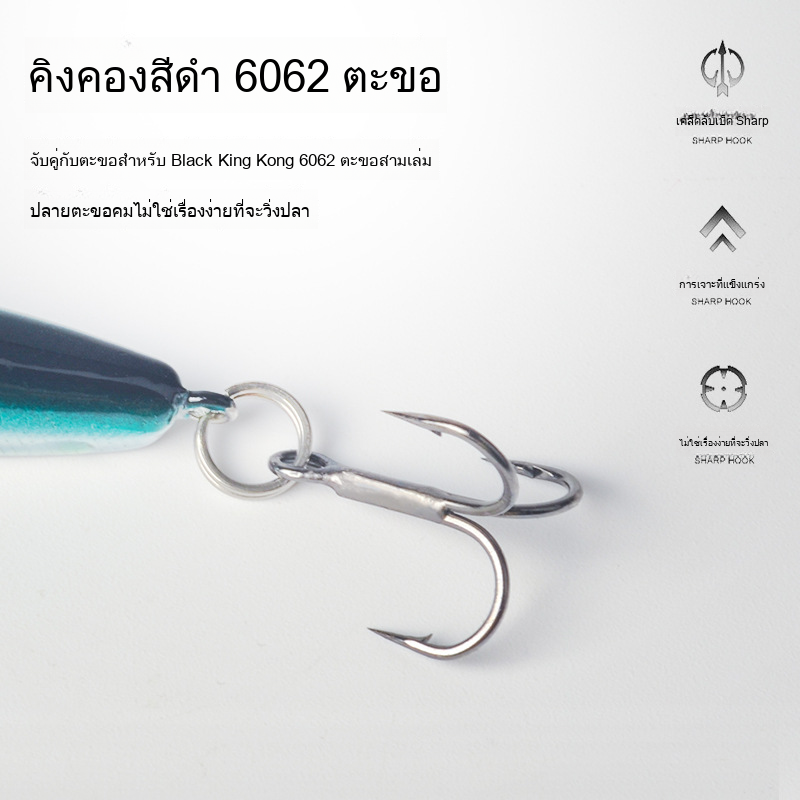 คิงคองสีดำ 6062 ตะขอ
จับคู่กับตะขอสำหรับ Black King Kong 6062 ตะขอสามเล่ม
ปลายตะขอคมไม่ใช่เรื่องง่ายที่จะวิ่งปลา
Sharp
SHARP HOOK
การเจาะที่แข็งแกร่ง
SHARP HOOK
ไม่ใช่เรื่องง่ายที่จะวิ่งปลา
SHARP HOOK